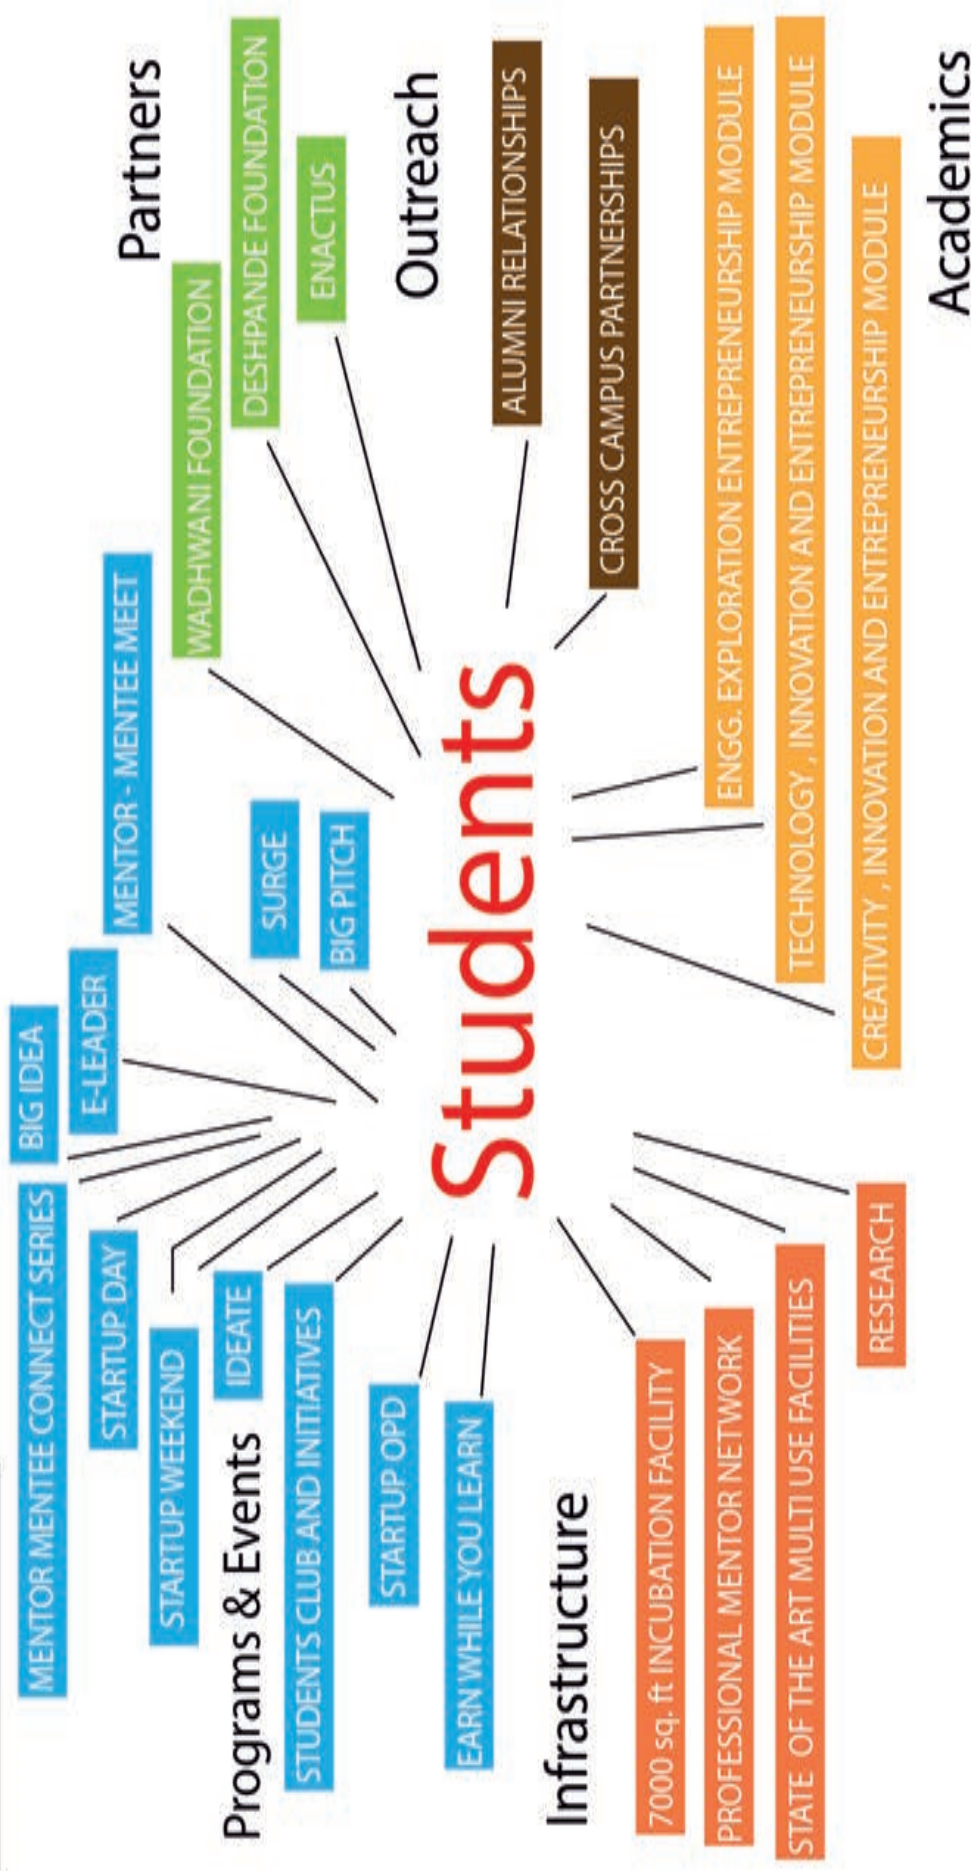 BIG IDEA
MENTOR MENTEE CONNECT SERIES
E-LEADER
STARTUP DAY
MENTOR - MENTEE MEET
Partners
STARTUP WEEKEND
WADHWANI FOUNDATION
IDEATE
SURGE
DESHPANDE FOUNDATION
Programs & Events
STUDENTS CLUB AND INITIATIVES
BIG PITCH
ENACTUS
STARTUP OPD
Outreach
EARN WHILE YOU LEARN
Students
ALUMNI RELATIONSHIPS
Infrastructure
CROSS CAMPUS PARTNERSHIPS
7000 sq. ft INCUBATION FACILITY
PROFESSIONAL MENTOR NETWORK
ENGG. EXPLORATION ENTREPRENEURSHIP MODULE
STATE OF THE ART MULTI USE FACILITIES
TECHNOLOGY , INNOVATION AND ENTREPRENEURSHIP MODULE
RESEARCH
CREATIVITY , INNOVATION AND ENTREPRENEURSHIP MODULE
Academics